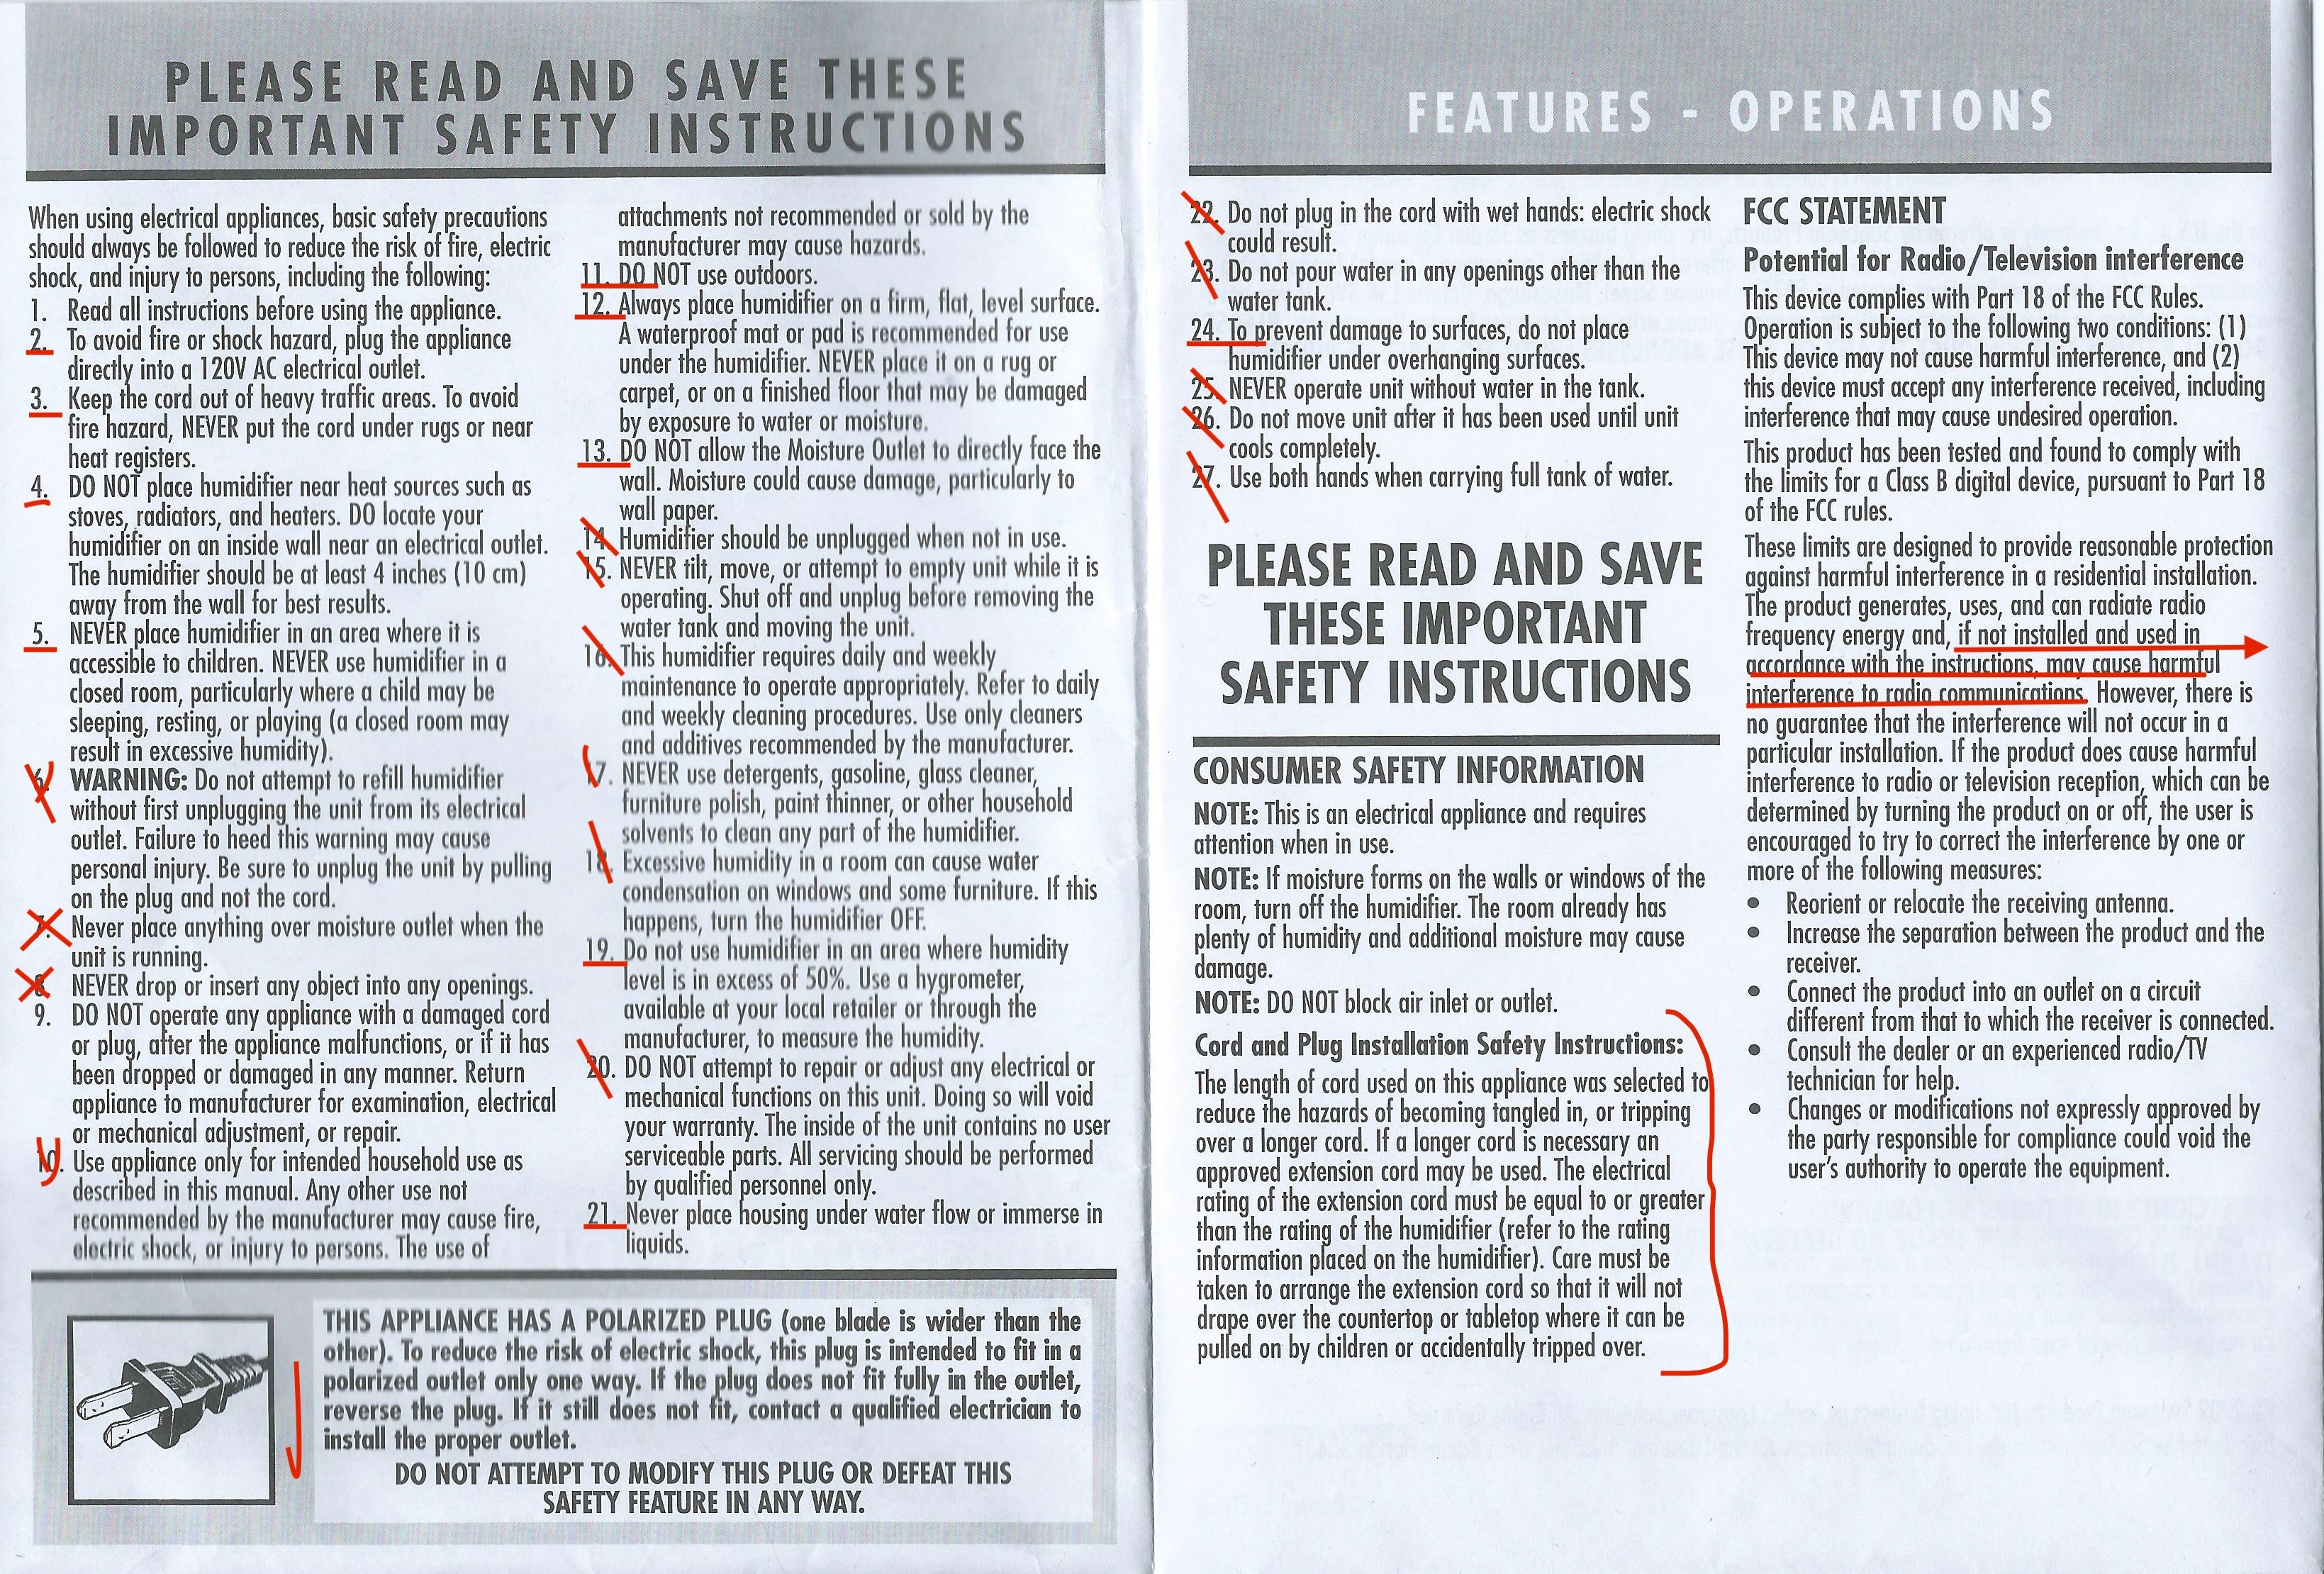 PLEASE READ AND SAVE THESE
IMPORTANT SAFETY INSTRUCTIONS
When using electrical appliances, basic safety precautions
should always be followed to reduce the risk of fire, electric
shock, and injury to persons, including the following:
1. Read all instructions before using the appliance.
2. To avoid fire or shock hazard, plug the appliance
directly into a 120V AC electrical outlet.
3. Keep the cord out of heavy traffic areas. To avoid
fire hazard, NEVER put the cord under rugs or near
heat registers.
4. DO NOT place humidifier near heat sources such as
stoves, radiators, and heaters. DO locate your
humidifier on an inside wall near an electrical outlet.
The humidifier should be at least 4 inches (10 cm)
away from the wall for best results.
5. NEVER place humidifier in an area where it is
accessible to children. NEVER use humidifier in a
closed room, particularly where a child may be
sleeping, resting, or playing (a closed room may
result in excessive humidity).
6. WARNING: Do not attempt to refill humidifier
without first unplugging the unit from its electrical
outlet. Failure to heed this warning may cause
personal injury. Be sure to unplug the unit by pulling
on the plug and not the cord.
7. Never place anything over moisture outlet when the
unit is running.
8. NEVER drop or insert any object into any openings.
9. DO NOT operate any appliance with a damaged cord
or plug, after the appliance malfunctions, or if it has
been dropped or damaged in any manner. Return
appliance to manufacturer for examination, electrical
or mechanical adjustment, or repair.
10. Use appliance only for intended household use as
described in this manual. Any other use not
recommended by the manufacturer may cause fire,
electric shock, or injury to persons. The use of
attachments not recommended or sold by the
manufacturer may cause hazards.
11. DO NOT use outdoors.
12. Always place humidifier on a firm, flat, level surface.
A waterproof mat or pad is recommended for use
under the humidifier. NEVER place it on a rug or
carpet, or on a finished floor that may be damaged
by exposure to water or moisture.
13. DO NOT allow the Moisture Outlet to directly face the
wall. Moisture could cause damage, particularly to
wall paper.
14. Humidifier should be unplugged when not in use.
15. NEVER tilt, move, or attempt to empty unit while it is
operating. Shut off and unplug before removing the
water tank and moving the unit.
16. This humidifier requires daily and weekly
maintenance to operate appropriately. Refer to daily
and weekly cleaning procedures. Use only cleaners
and additives recommended by the manufacturer.
17. NEVER use detergents, gasoline, glass cleaner,
furniture polish, paint thinner, or other household
solvents to clean any part of the humidifier.
18. Excessive humidity in a room can cause water
condensation on windows and some furniture. If this
happens, turn the humidifier OFF.
19. Do not use humidifier in an area where humidity
level is in excess of 50%. Use a hygrometer,
available at your local retailer or through the
manufacturer, to measure the humidity.
20. DO NOT attempt to repair or adjust any electrical or
mechanical functions on this unit. Doing so will void
your warranty. The inside of the unit contains no user
serviceable parts. All servicing should be performed
by qualified personnel only.
21. Never place housing under water flow or immerse in
liquids.
THIS APPLIANCE HAS A POLARIZED PLUG (one blade is wider than the
other). To reduce the risk of electric shock, this plug is intended to fit in a
polarized outlet only one way. If the plug does not fit fully in the outlet,
reverse the plug. If it still does not fit, contact a qualified electrician to
install the proper outlet.
DO NOT ATTEMPT TO MODIFY THIS PLUG OR DEFEAT THIS
SAFETY FEATURE IN ANY WAY.
FEATURES - OPERATIONS
22. Do not plug in the cord with wet hands: electric shock
could result.
23. Do not pour water in any openings other than the
water tank.
24. To prevent damage to surfaces, do not place
humidifier under overhanging surfaces.
25. NEVER operate unit without water in the tank.
26. Do not move unit after it has been used until unit
cools completely.
27. Use both hands when carrying full tank of water.
PLEASE READ AND SAVE
THESE IMPORTANT
SAFETY INSTRUCTIONS
CONSUMER SAFETY INFORMATION
NOTE: This is an electrical appliance and requires
attention when in use.
NOTE: If moisture forms on the walls or windows of the
room, turn off the humidifier. The room already has
plenty of humidity and additional moisture may cause
damage.
NOTE: DO NOT block air inlet or outlet.
Cord and Plug Installation Safety Instructions:
The length of cord used on this appliance was selected to
reduce the hazards of becoming tangled in, or tripping
over a longer cord. If a longer cord is necessary an
approved extension cord may be used. The electrical
rating of the extension cord must be equal to or greater
than the rating of the humidifier (refer to the rating
information placed on the humidifier). Care must be
taken to arrange the extension cord so that it will not
drape over the countertop or tabletop where it can be
pulled on by children or accidentally tripped over.
FCC STATEMENT
Potential for Radio/Television interference
This device complies with Part 18 of the FCC Rules.
Operation is subject to the following two conditions: (1)
This device may not cause harmful interference, and (2)
this device must accept any interference received, including
interference that may cause undesired operation.
This product has been tested and found to comply with
the limits for a Class B digital device, pursuant to Part 18
of the FCC rules.
These limits are designed to provide reasonable protection
against harmful interference in a residential installation.
The product generates, uses, and can radiate radio
frequency energy and, if not installed and used in
accordance with the instructions, may cause harmful
interference to radio communications. However, there is
no guarantee that the interference will not occur in a
particular installation. If the product does cause harmful
interference to radio or television reception, which can be
determined by turning the product on or off, the user is
encouraged to try to correct the interference by one or
more of the following measures:
• Reorient or relocate the receiving antenna.
• Increase the separation between the product and the
receiver.
• Connect the product into an outlet on a circuit
different from that to which the receiver is connected.
• Consult the dealer or an experienced radio/TV
technician for help.
• Changes or modifications not expressly approved by
the party responsible for compliance could void the
user's authority to operate the equipment.